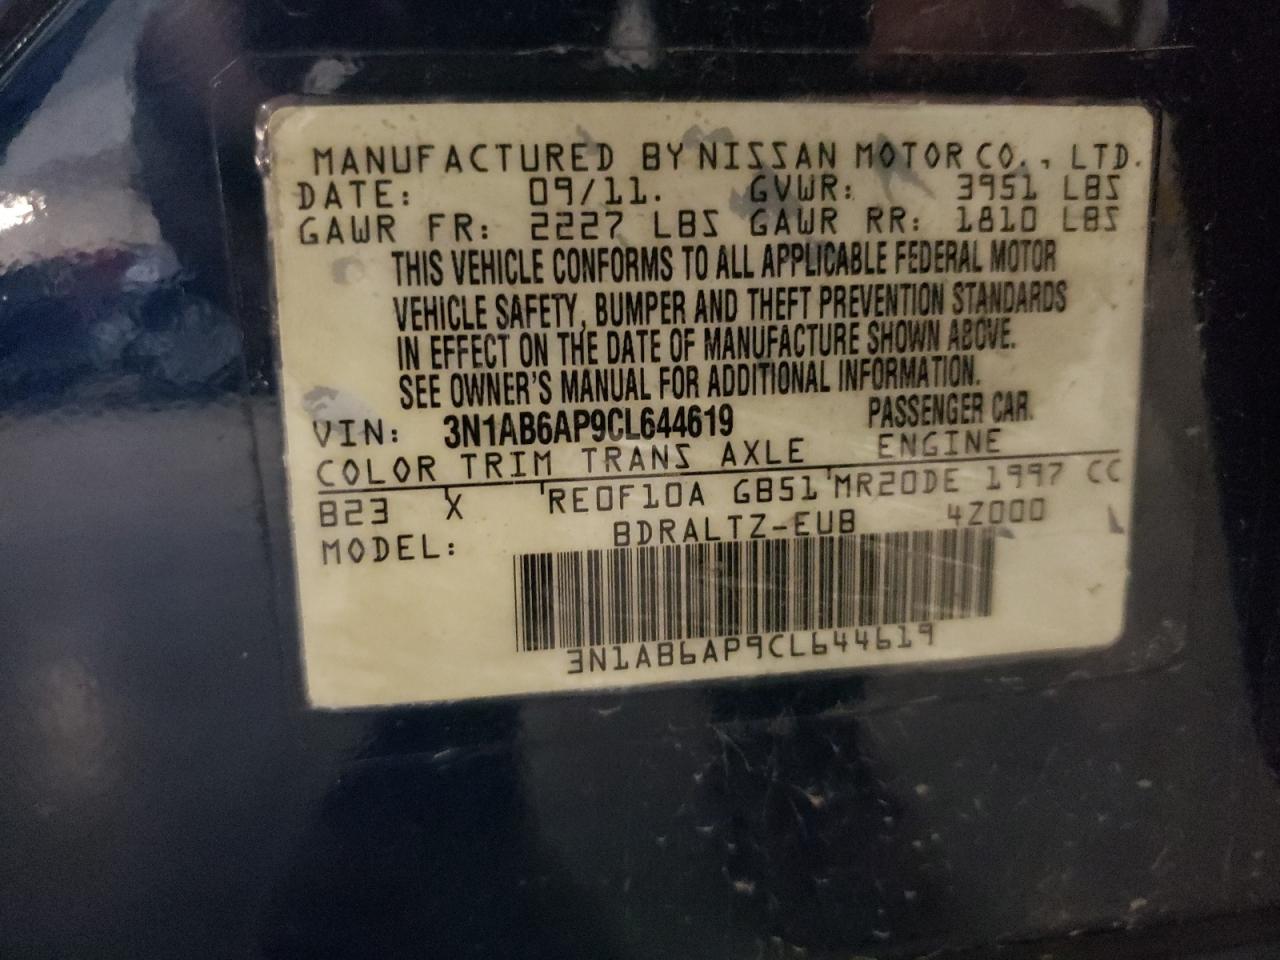 MANUFACTURED BY NISSAN MOTOR CO., LTD.
DATE: 09/11. GVWR: 3951 LBS
GAWR FR: 2227 LBS GAWR RR: 1810 LBS
THIS VEHICLE CONFORMS TO ALL APPLICABLE FEDERAL MOTOR
VEHICLE SAFETY, BUMPER AND THEFT PREVENTION STANDARDS
IN EFFECT ON THE DATE OF MANUFACTURE SHOWN ABOVE.
SEE OWNER'S MANUAL FOR ADDITIONAL INFORMATION.
VIN: 3N1AB6AP9CL644619 PASSENGER CAR.
COLOR TRIM TRANS AXLE ENGINE
B23 X RE0F10A GB51 MR20DE 1997 CC
MODEL: BDRALTZ-EUB 4Z000
3N1AB6AP9CL644619